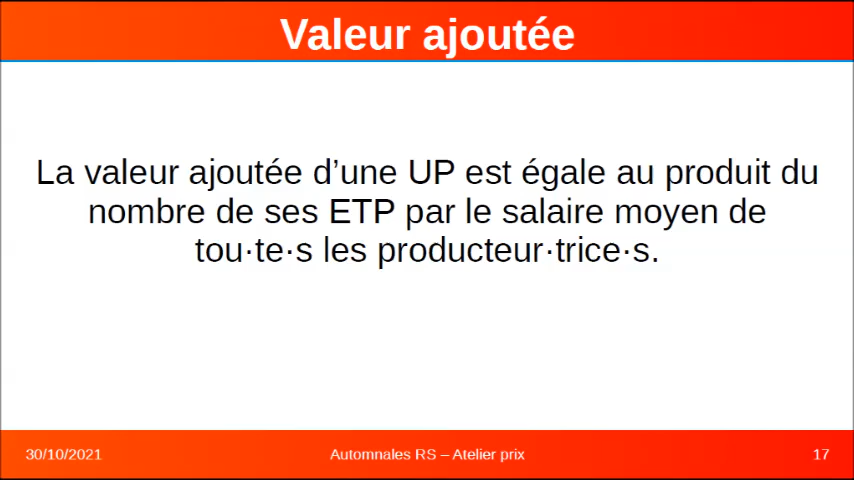 Valeur ajoutée
La valeur ajoutée d’une UP est égale au produit du
nombre de ses ETP par le salaire moyen de
tou·te·s les producteur·trice·s.
30/10/2021
Automnales RS – Atelier prix
17